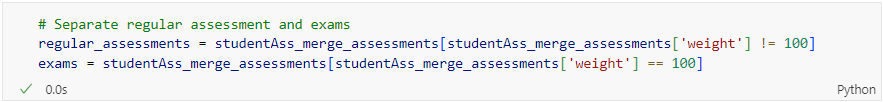 # Separate regular assessment and exams
regular_assessments = studentAss_merge_assessments[studentAss_merge_assessments['weight'] != 100]
exams = studentAss_merge_assessments[studentAss_merge_assessments['weight'] == 100]
0.0s
Python